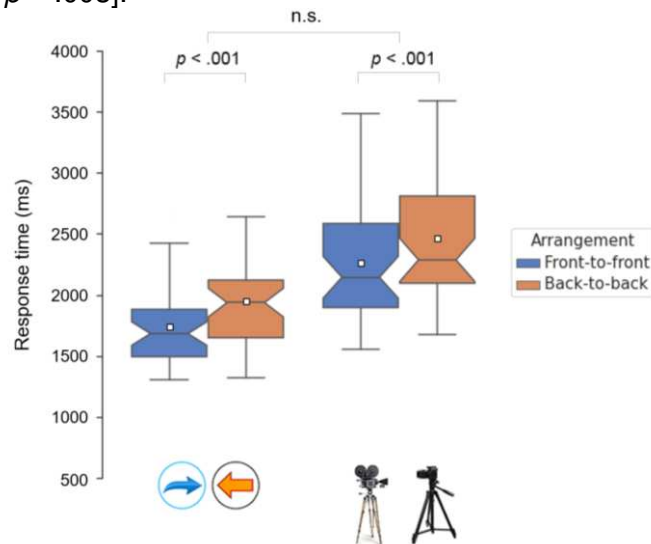 n.s.
p < .001
p < .001
4000
3500
3000
2500
2000
1500
1000
500
Response time (ms)
Arrangement
Front-to-front
Back-to-back